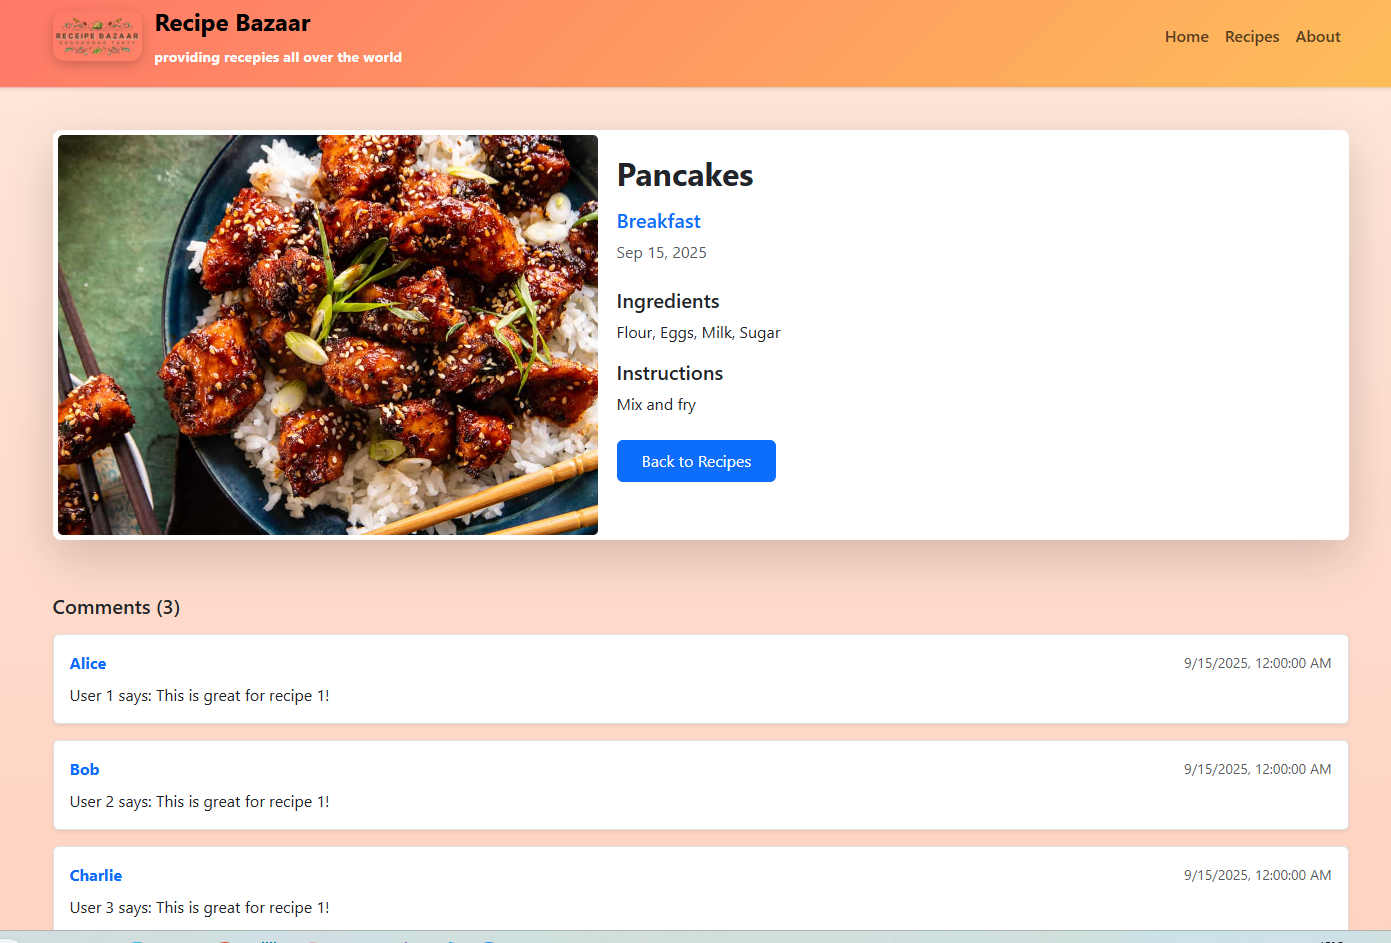 RECEIPE BAZAAR
Recipe Bazaar
providing recepies all over the world
Home Recipes About
Pancakes
Breakfast
Sep 15, 2025
Ingredients
Flour, Eggs, Milk, Sugar
Instructions
Mix and fry
Back to Recipes
Comments (3)
Alice 9/15/2025, 12:00:00 AM
User 1 says: This is great for recipe 1!
Bob 9/15/2025, 12:00:00 AM
User 2 says: This is great for recipe 1!
Charlie 9/15/2025, 12:00:00 AM
User 3 says: This is great for recipe 1!